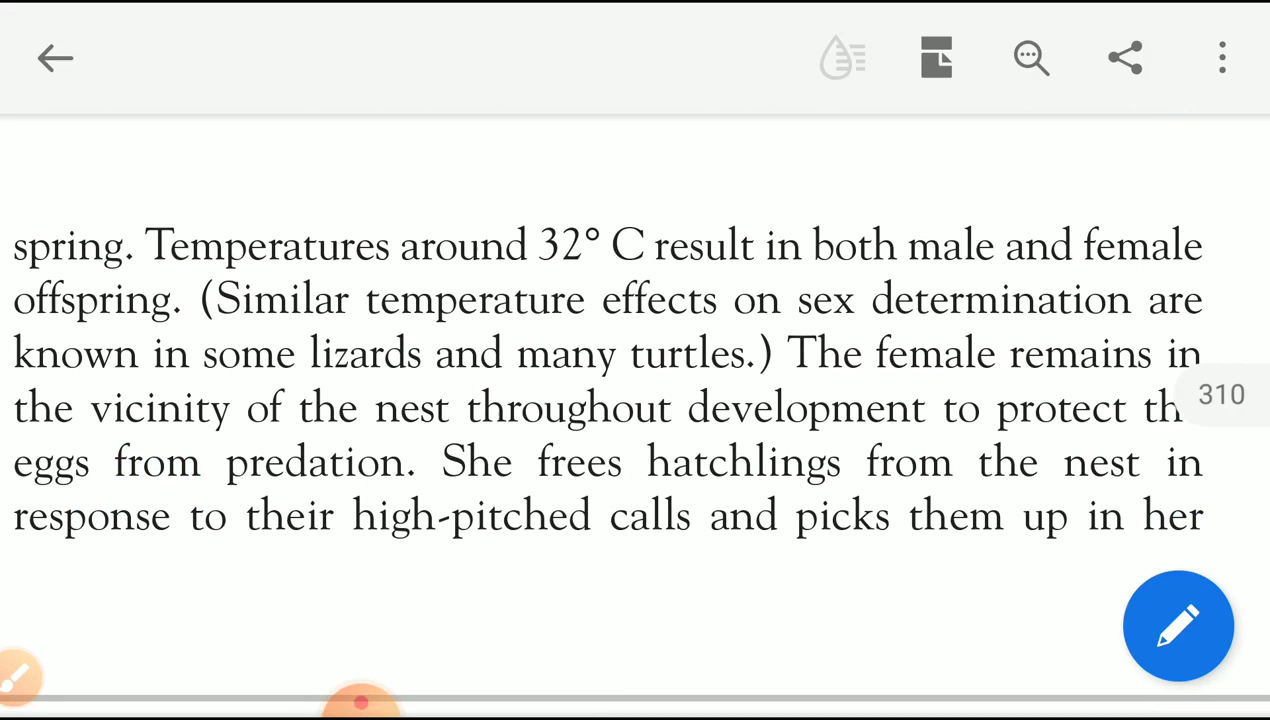 spring. Temperatures around 32° C result in both male and female
offspring. (Similar temperature effects on sex determination are
known in some lizards and many turtles.) The female remains in
the vicinity of the nest throughout development to protect th
310
eggs from predation. She frees hatchlings from the nest in
response to their high-pitched calls and picks them up in her